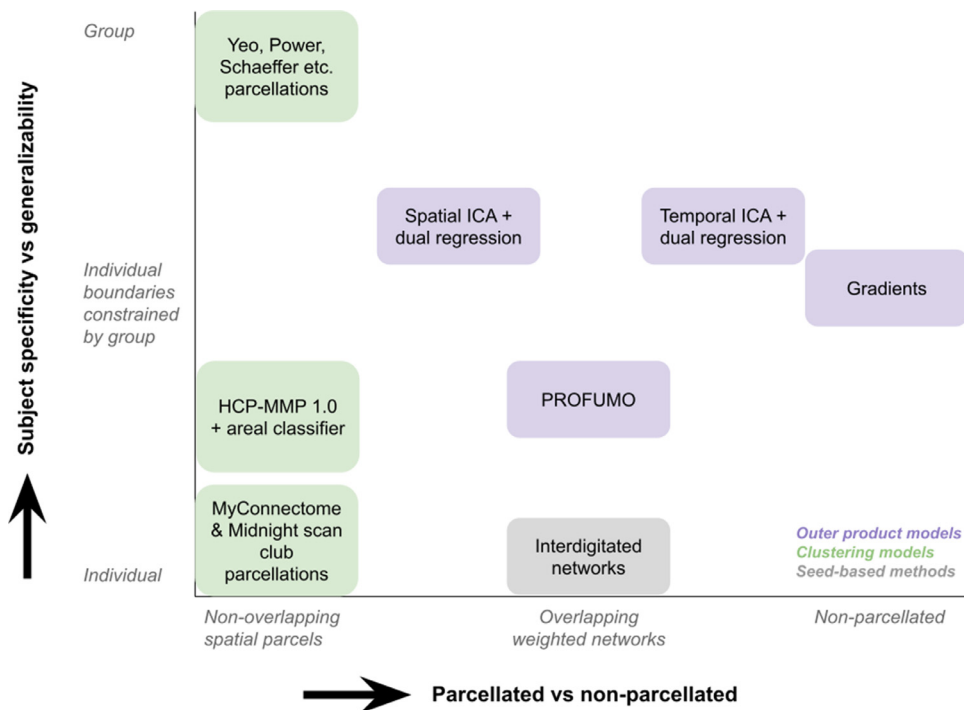 Group
Yeo, Power,
Schaeffer etc.
parcellations
Subject specificity vs generalizability
Spatial ICA +
dual regression
Temporal ICA +
dual regression
Individual
boundaries
constrained
by group
Gradients
HCP-MMP 1.0
+ areal classifier
PROFUMO
MyConnectome
& Midnight scan
club
parcellations
Interdigitated
networks
Outer product models
Clustering models
Seed-based methods
Individual
Non-overlapping
spatial parcels
Overlapping
weighted networks
Non-parcellated
Parcellated vs non-parcellated